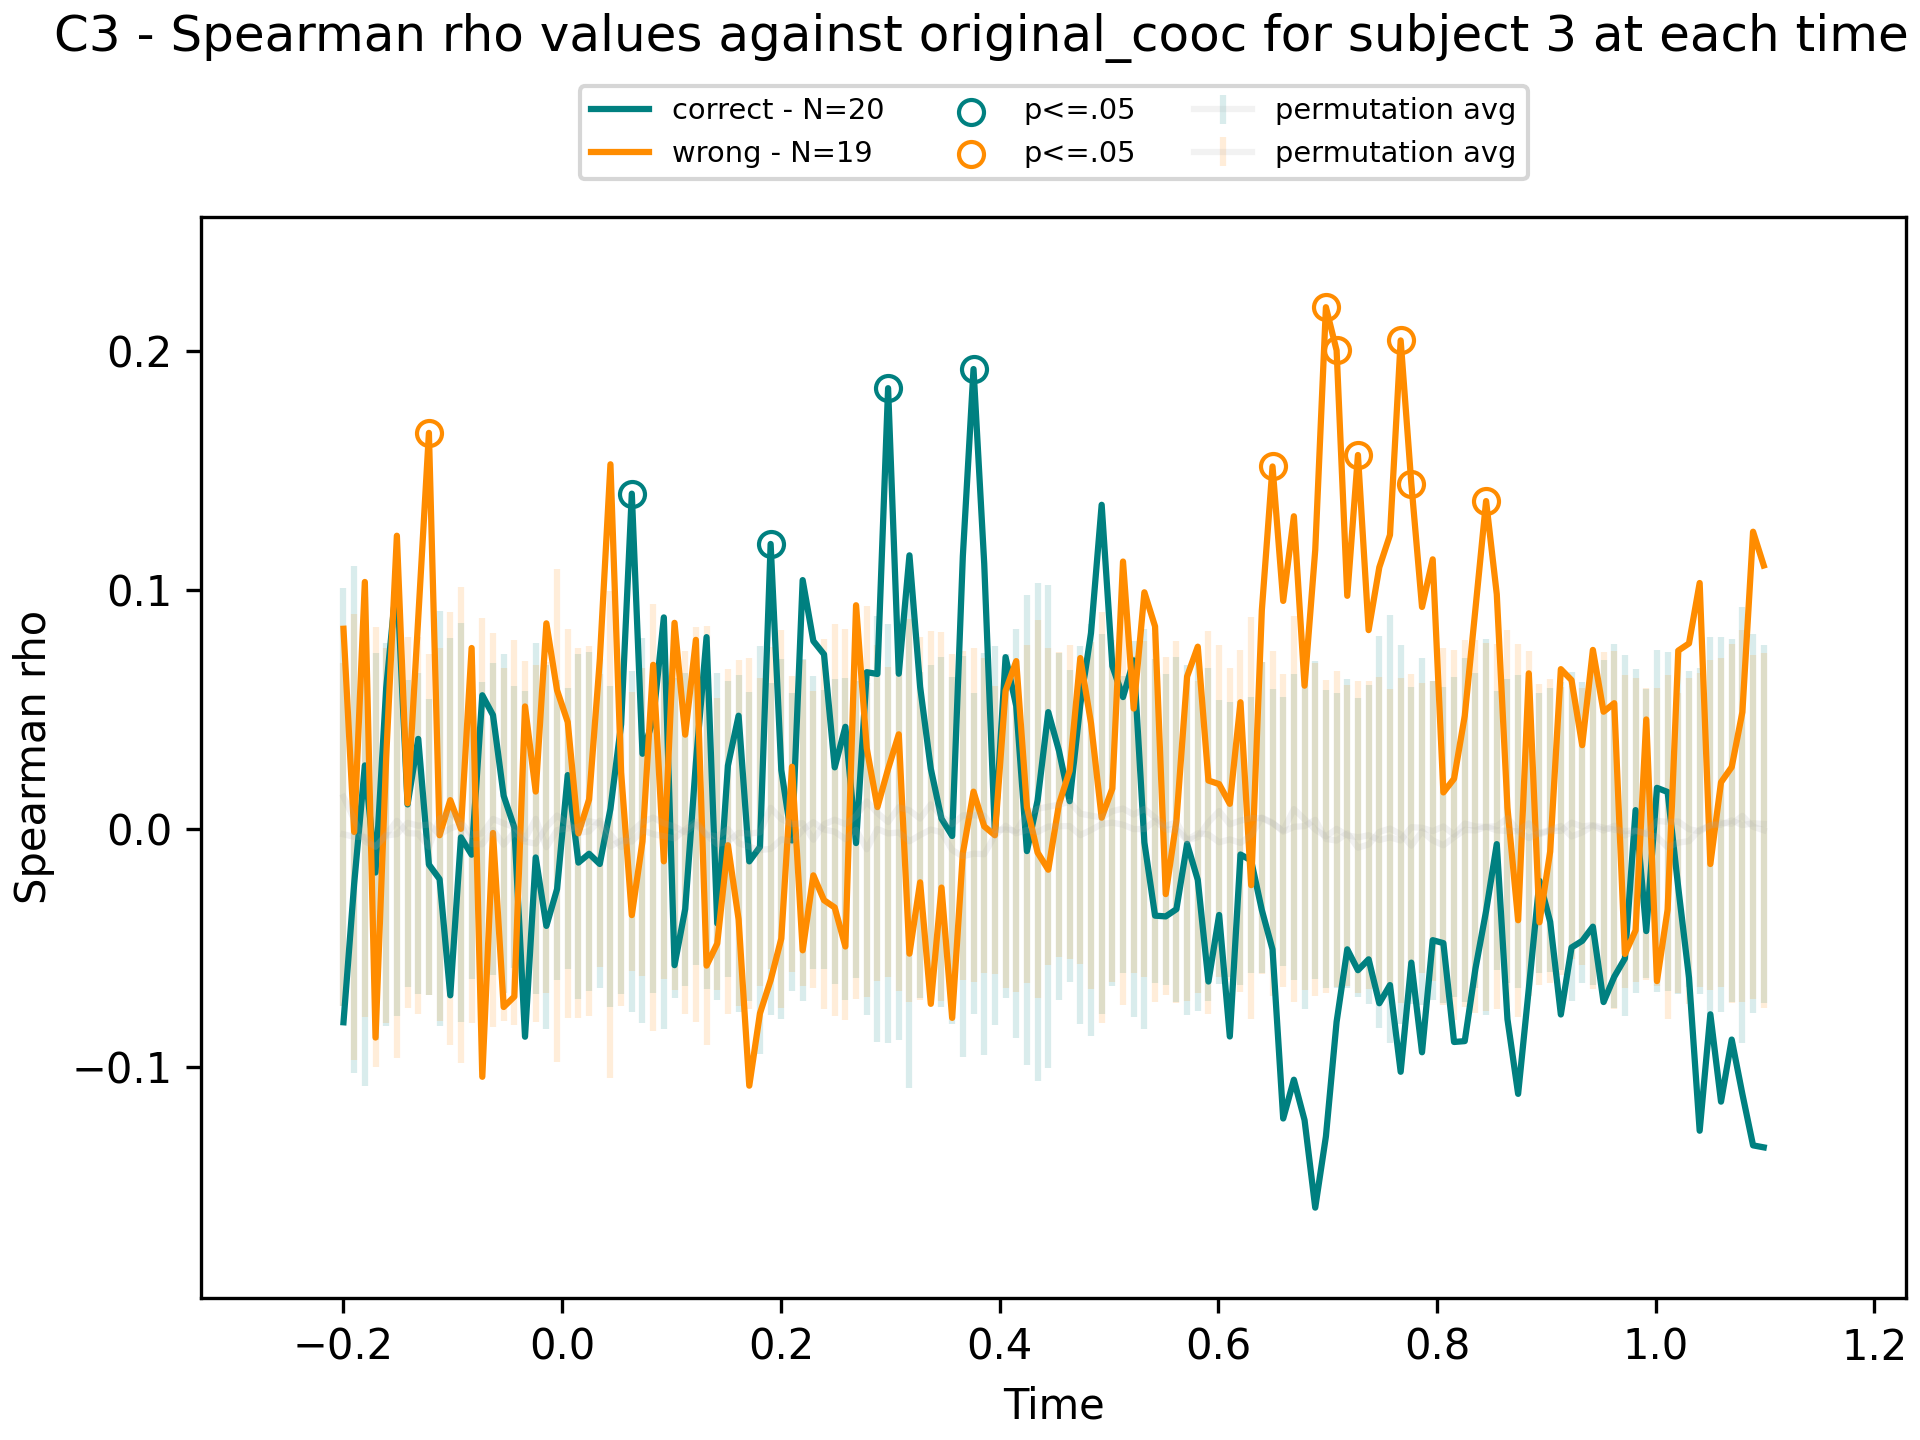 C3 - Spearman rho values against original_cooc for subject 3 at each time
correct - N=20
wrong - N=19
p<=.05
p<=.05
permutation avg
permutation avg
Spearman rho
0.2
0.1
0.0
−0.1
−0.2 0.0 0.2 0.4 0.6 0.8 1.0 1.2
Time